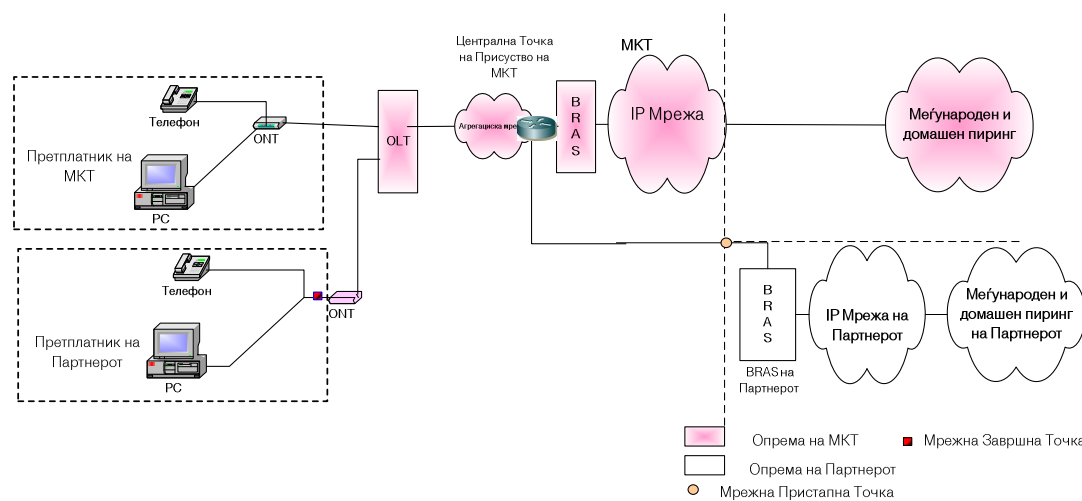 Централна Точка
на Присуство на
МКТ
МКТ
Телефон
ONT
Претплатник на
МКТ
PC
OLT
Агрегациска
B
R
A
S
IP Мрежа
Меѓународен и
домашен пиринг
Телефон
ONT
Претплатник на
Партнерот
PC
B
R
A
S
BRAS на
Партнерот
IP Мрежа на
Партнерот
Меѓународен и
домашен пиринг
на Партнерот
Опрема на МКТ
Мрежна Завршна Точка
Опрема на Партнерот
Мрежна Пристапна Точка